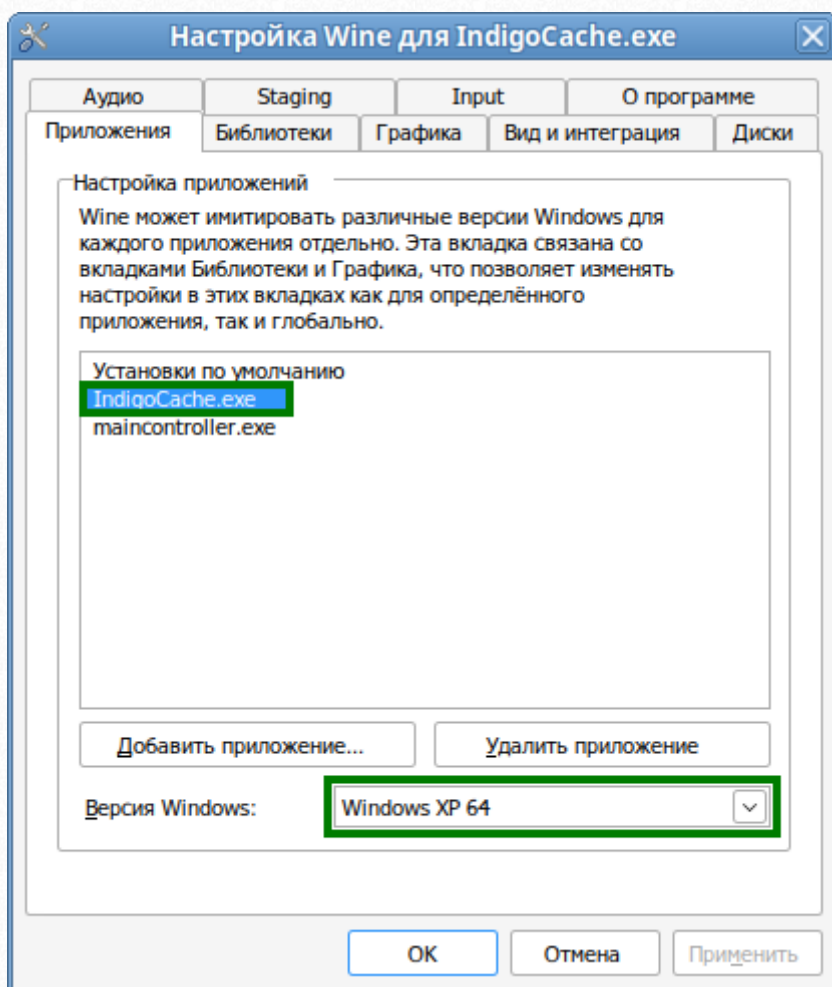 Настройка Wine для IndigoCache.exe
Аудио Staging Input О программе
Приложения Библиотеки Графика Вид и интеграция Диски
Настройка приложений
Wine может имитировать различные версии Windows для
каждого приложения отдельно. Эта вкладка связана со
вкладками Библиотеки и Графика, что позволяет изменять
настройки в этих вкладках как для определённого
приложения, так и глобально.
Установки по умолчанию
IndigoCache.exe
maincontroller.exe
Добавить приложение... Удалить приложение
Версия Windows: Windows XP 64
ОК Отмена Применить